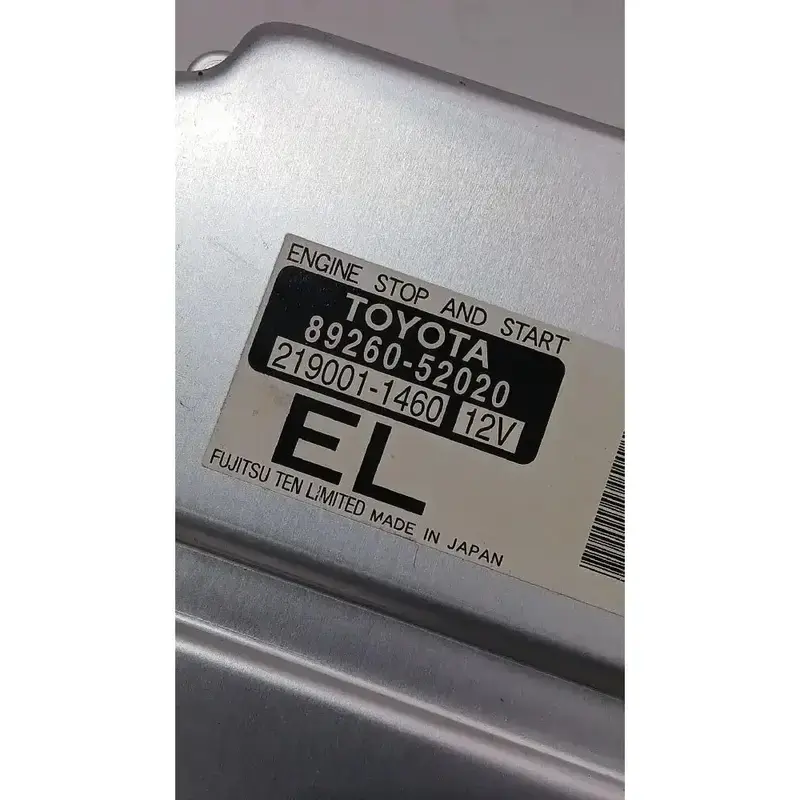 ENGINE STOP AND START
TOYOTA
89260-52020
219001-1460 12V
EL
FUJITSU TEN LIMITED MADE IN JAPAN